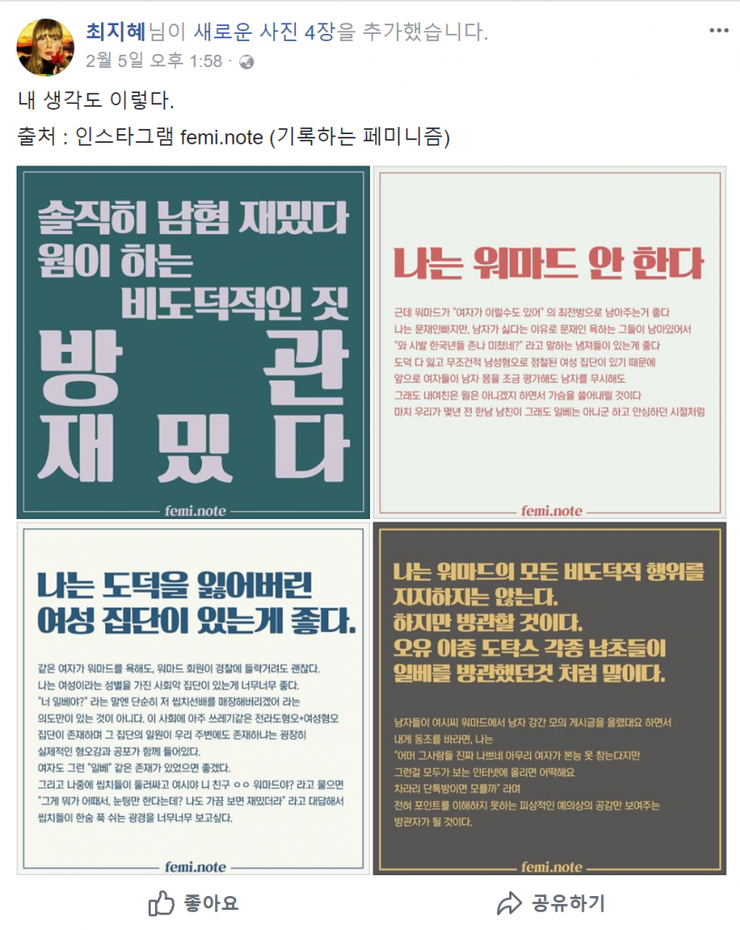 최지혜님이 새로운 사진 4장을 추가했습니다.
2월 5일 오후 1:58 ·
내 생각도 이렇다.
출처 : 인스타그램 femi.note (기록하는 페미니즘)
솔직히 남혐 재밌다
웜이 하는
비도덕적인 짓
방 관
재 밌 다
femi.note
나는 워마드 안 한다
근데 워마드가 "여자가 이럴수도 있어" 의 최전방으로 남아주는거 좋다
나는 문재인빠지만, 남자가 싫다는 이유로 문재인 욕하는 그들이 남아있어서
"와 시발 한국년들 존나 미쳤네?" 라고 말하는 냄져들이 있는게 좋다
도덕 다 잃고 무조건적 남성혐오로 점철된 여성 집단이 있기 때문에
앞으로 여자들이 남자 몸을 조금 평가해도 남자를 무시해도
그래도 내여친은 웜은 아니겠지 하면서 가슴을 쓸어내릴 것이다
마치 우리가 몇년 전 한남 남친이 그래도 일베는 아니군 하고 안심하던 시절처럼
femi.note
나는 도덕을 잃어버린
여성 집단이 있는게 좋다.
같은 여자가 워마드를 욕해도, 워마드 회원이 경찰에 들락거려도 괜찮다.
나는 여성이라는 성별을 가진 사회악 집단이 있는게 너무너무 좋다.
"너 일베야?" 라는 말엔 단순히 저 씹치선배를 매장해버리겠어 라는
의도만이 있는 것이 아니다. 이 사회에 아주 쓰레기같은 전라도혐오+여성혐오
집단이 존재하며 그 집단의 일원이 우리 주변에도 존재하냐는 굉장히
실제적인 혐오감과 공포가 함께 들어있다.
여자도 그런 "일베" 같은 존재가 있었으면 좋겠다.
그리고 나중에 씹치들이 둘러싸고 여시야 니 친구 ㅇㅇ 워마드야? 라고 물으면
"그게 뭐가 어때서, 눈팅만 한다는데? 나도 가끔 보면 재밌더라" 라고 대답해서
씹치들이 한숨 푹 쉬는 광경을 너무너무 보고싶다.
femi.note
나는 워마드의 모든 비도덕적 행위를
지지하지는 않는다.
하지만 방관할 것이다.
오유 이종 도탁스 각종 남초들이
일베를 방관했던것 처럼 말이다.
남자들이 여시씨 워마드에서 남자 강간 모의 게시글을 올렸대요 하면서
내게 동조를 바라면, 나는
"어머 그사람들 진짜 나쁘네 아무리 여자가 본능 못 참는다지만
그런걸 모두가 보는 인터넷에 올리면 어떡해요
차라리 단톡방이면 모를까" 라며
전혀 포인트를 이해하지 못하는 피상적인 예의상의 공감만 보여주는
방관자가 될 것이다.
femi.note
좋아요
공유하기